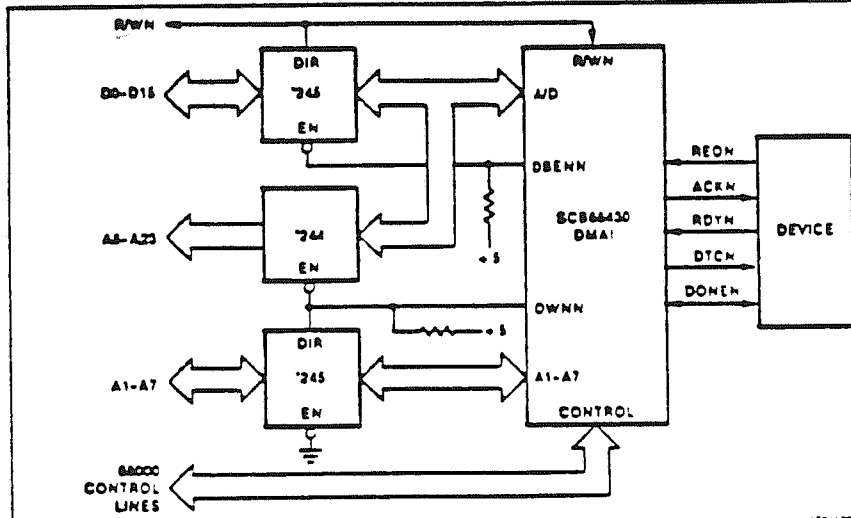 R/WN
DIR
R/WN
D0-D15
'245
A/D
EN
REQN
DBENN
ACKN
SCB68430
DMAI
RDYN
DEVICE
A8-A23
'244
+5
DTCN
EN
OWNN
DONEN
DIR
+5
A1-A7
'245
A1-A7
EN
CONTROL
68000
CONTROL
LINES